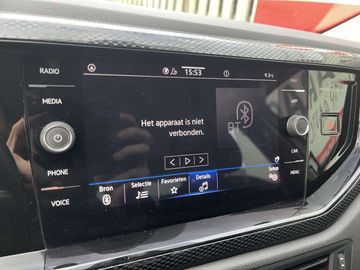 RADIO
15:53
9.5°C
MEDIA
APP
Het apparaat is niet
verbonden.
BT
PHONE
CAR
VOICE
MENU
Bron
Selectie
Favorieten
Details
Setup